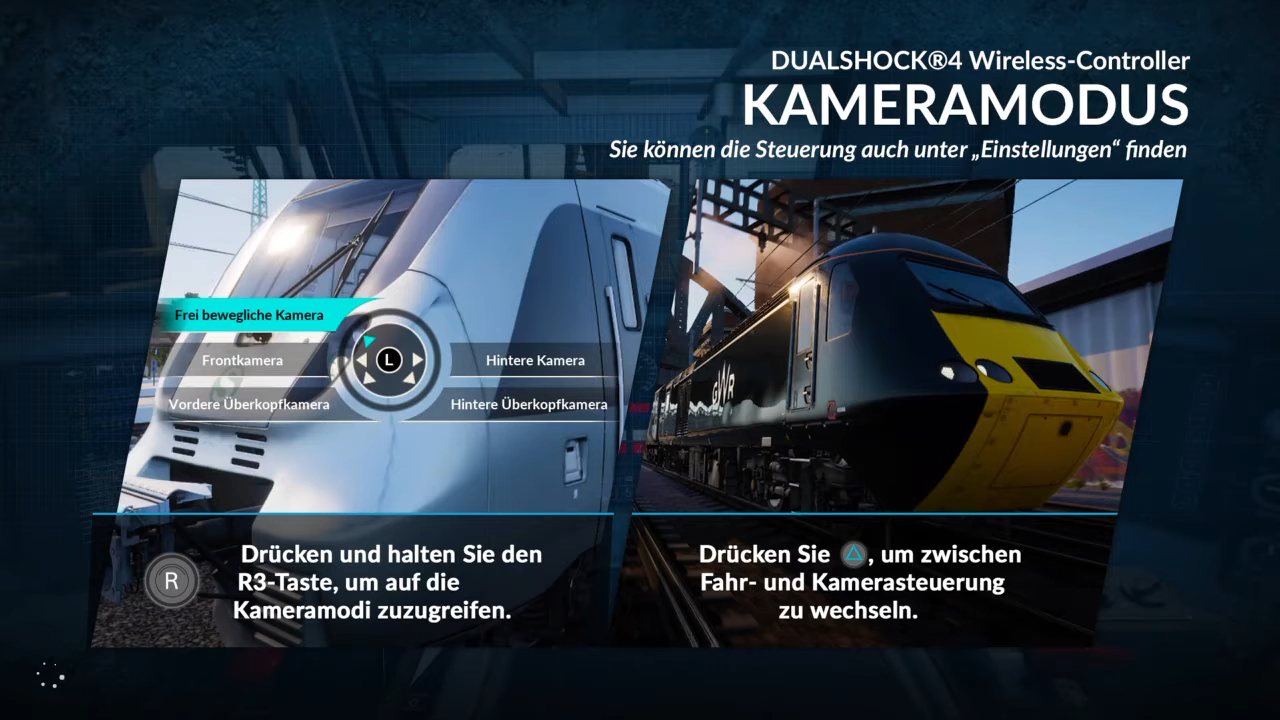 DUALSHOCK®4 Wireless-Controller
KAMERAMODUS
Sie können die Steuerung auch unter „Einstellungen“ finden
Frei bewegliche Kamera
Frontkamera
L
Hintere Kamera
Vordere Überkopfkamera
Hintere Überkopfkamera
GWR
R
Drücken und halten Sie den
R3-Taste, um auf die
Kameramodi zuzugreifen.
Drücken Sie , um zwischen
Fahr- und Kamerasteuerung
zu wechseln.